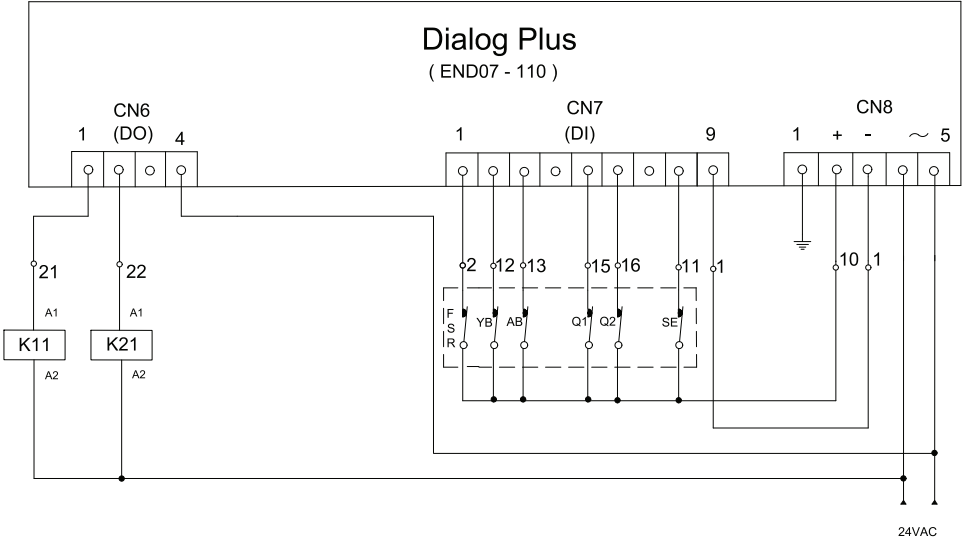 Dialog Plus
( END07 - 110 )
CN6
(DO)
1
4
CN7
(DI)
1
9
CN8
1 + - ~ 5
21
22
2
12
13
15
16
11
1
10
1
A1
A1
K11
K21
A2
A2
F
S
R
YB
AB
Q1
Q2
SE
24VAC